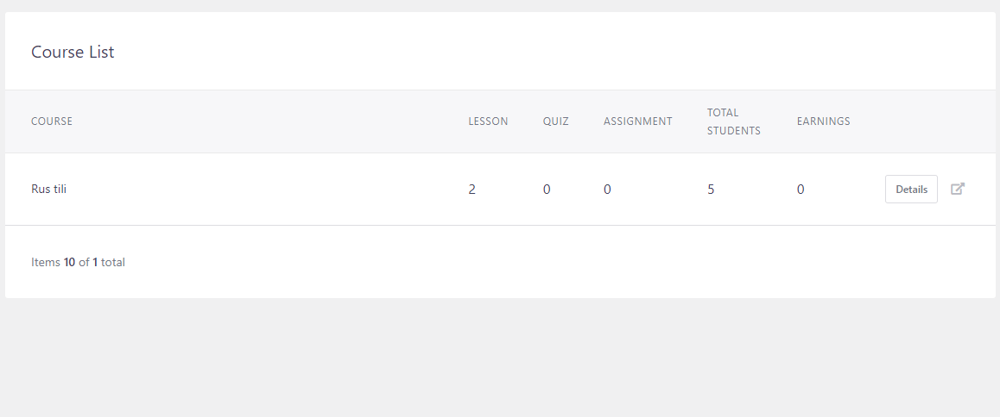 Course List
COURSE LESSON QUIZ ASSIGNMENT TOTAL STUDENTS EARNINGS
Rus tili 2 0 0 5 0 Details
Items 10 of 1 total